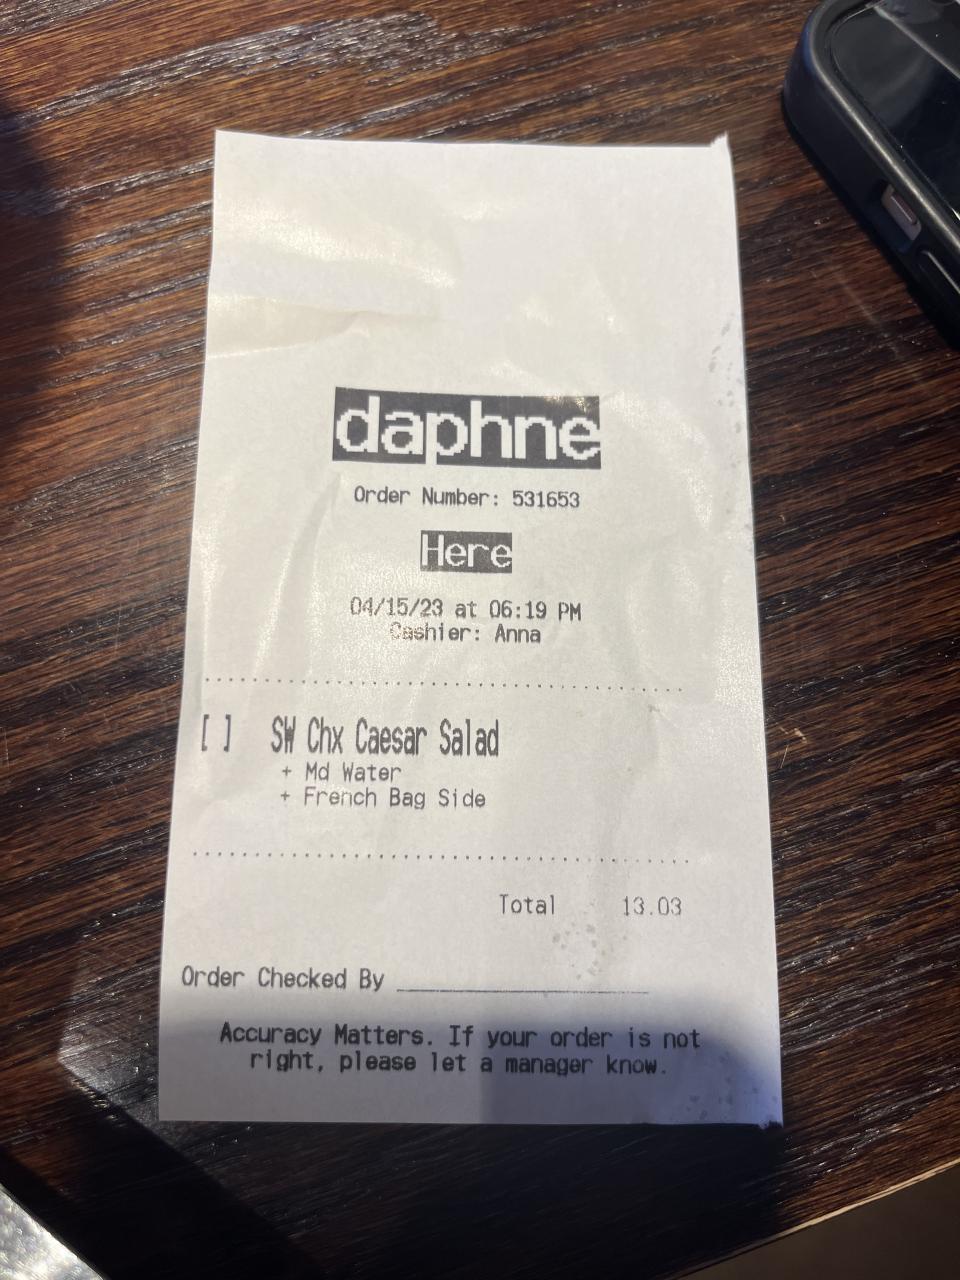 daphne
Order Number: 531653
Here
04/15/23 at 06:19 PM
Cashier: Anna
[ ] SW Chx Caesar Salad
+ Md Water
+ French Bag Side
Total 13.03
Order Checked By
Accuracy Matters. If your order is not
right, please let a manager know.